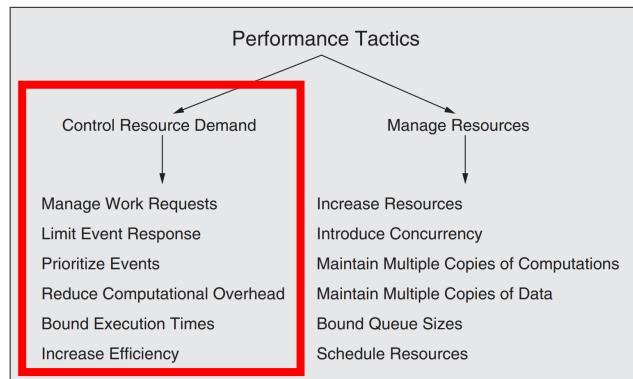 Performance Tactics
Control Resource Demand
Manage Work Requests
Limit Event Response
Prioritize Events
Reduce Computational Overhead
Bound Execution Times
Increase Efficiency
Manage Resources
Increase Resources
Introduce Concurrency
Maintain Multiple Copies of Computations
Maintain Multiple Copies of Data
Bound Queue Sizes
Schedule Resources